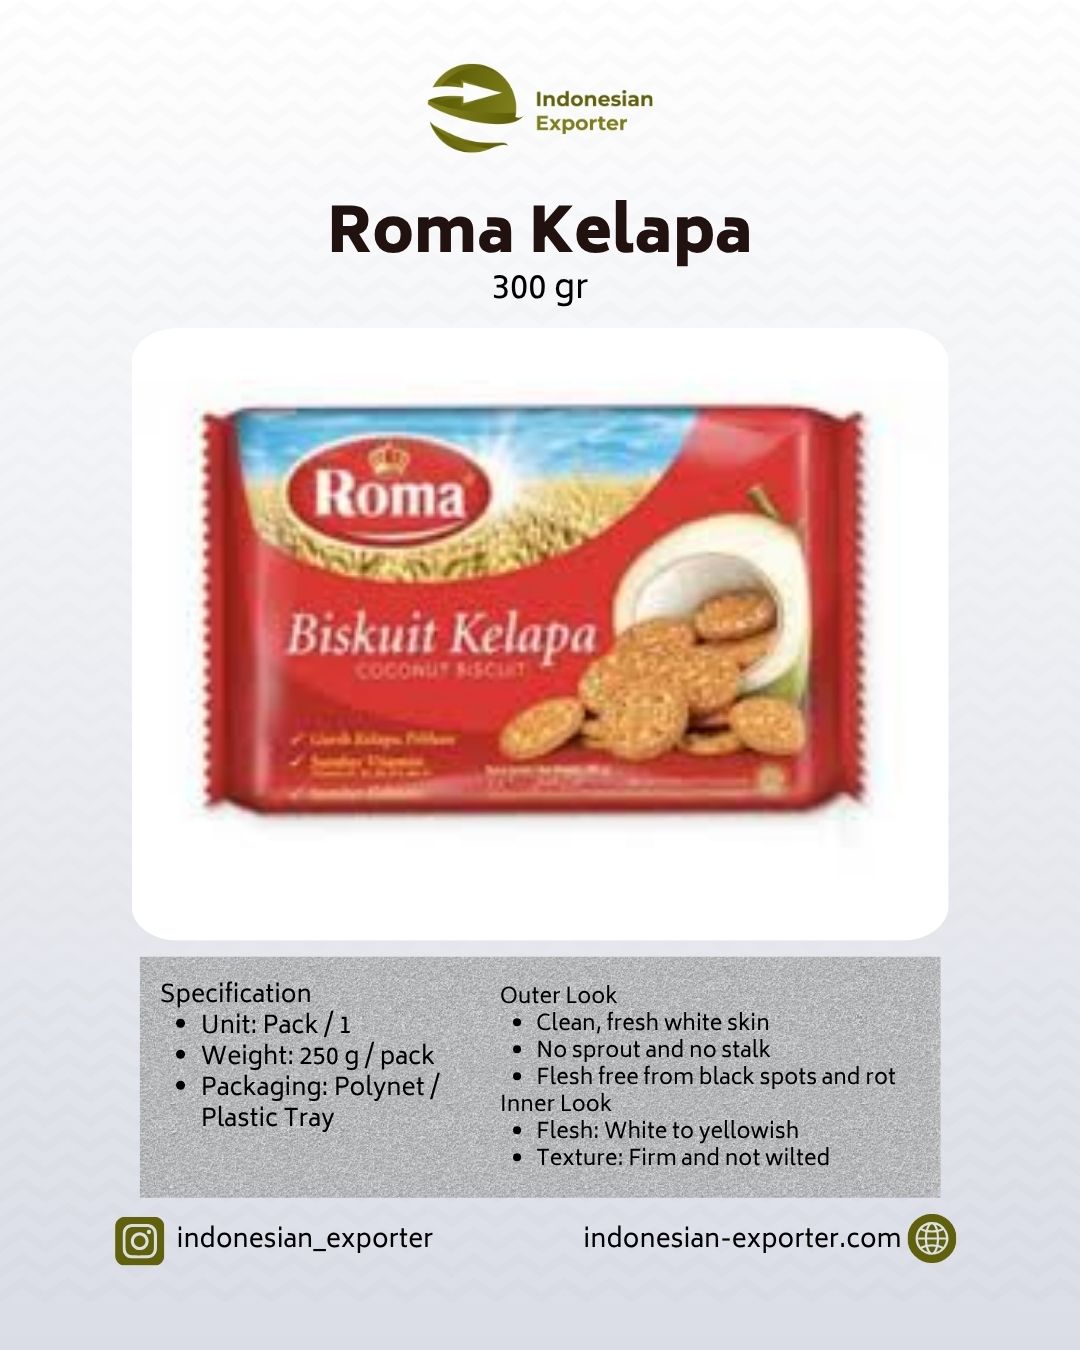 Indonesian
Exporter
Roma Kelapa
300 gr
Roma
Biskuit Kelapa
COCONUT BISCUIT
Specification
Unit: Pack / 1
Weight: 250 g / pack
Packaging: Polynet /
Plastic Tray
Outer Look
Clean, fresh white skin
No sprout and no stalk
Flesh free from black spots and rot
Inner Look
Flesh: White to yellowish
Texture: Firm and not wilted
indonesian_exporter
indonesian-exporter.com